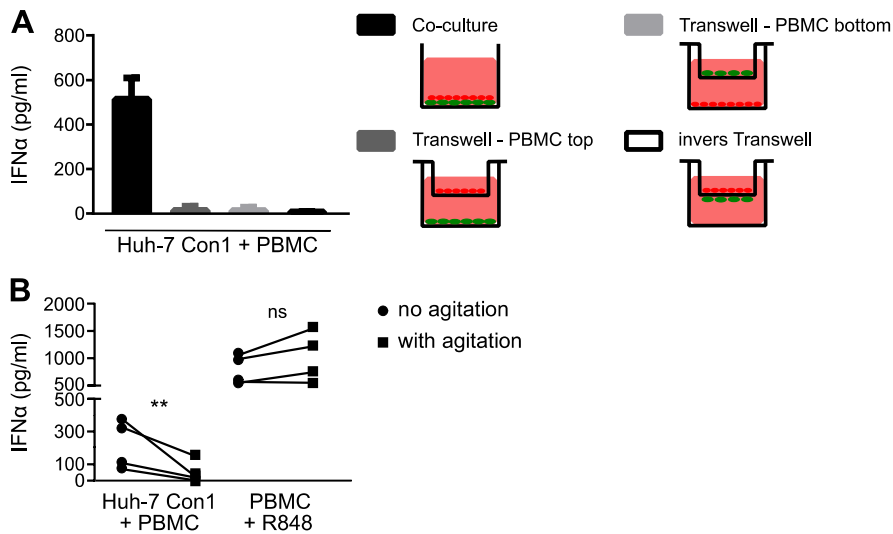 A
IFNα (pg/ml)
800
600
400
200
0
Huh-7 Con1 + PBMC
Co-culture
Transwell - PBMC bottom
Transwell - PBMC top
invers Transwell
B
IFNα (pg/ml)
2000
1500
1000
500
500
300
100
0
**
ns
Huh-7 Con1
+ PBMC
PBMC
+ R848
no agitation
with agitation